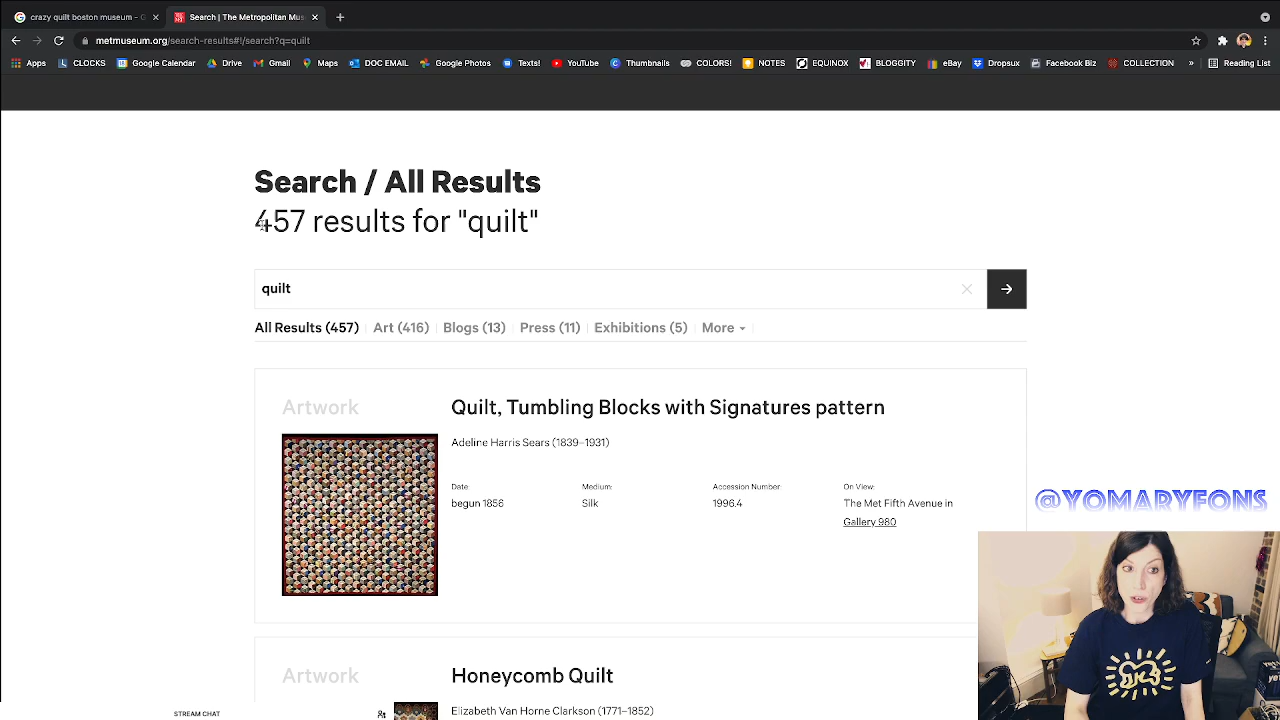 crazy quilt boston museum - G
Search | The Metropolitan Mus
metmuseum.org/search-results#!/search?q=quilt
Apps CLOCKS Google Calendar Drive Gmail Maps DOC EMAIL Google Photos Texts! YouTube Thumbnails COLORS! NOTES EQUINOX BLOGGITY eBay Dropsux Facebook Biz COLLECTION » Reading List
Search / All Results
457 results for "quilt"
quilt
All Results (457) Art (416) Blogs (13) Press (11) Exhibitions (5) More
Artwork
Quilt, Tumbling Blocks with Signatures pattern
Adeline Harris Sears (1839–1931)
Date: Medium: Accession Number: On View:
begun 1856 Silk 1996.4 The Met Fifth Avenue in
Gallery 980
@YOMARYFONS
Artwork
Honeycomb Quilt
Elizabeth Van Horne Clarkson (1771–1852)
STREAM CHAT